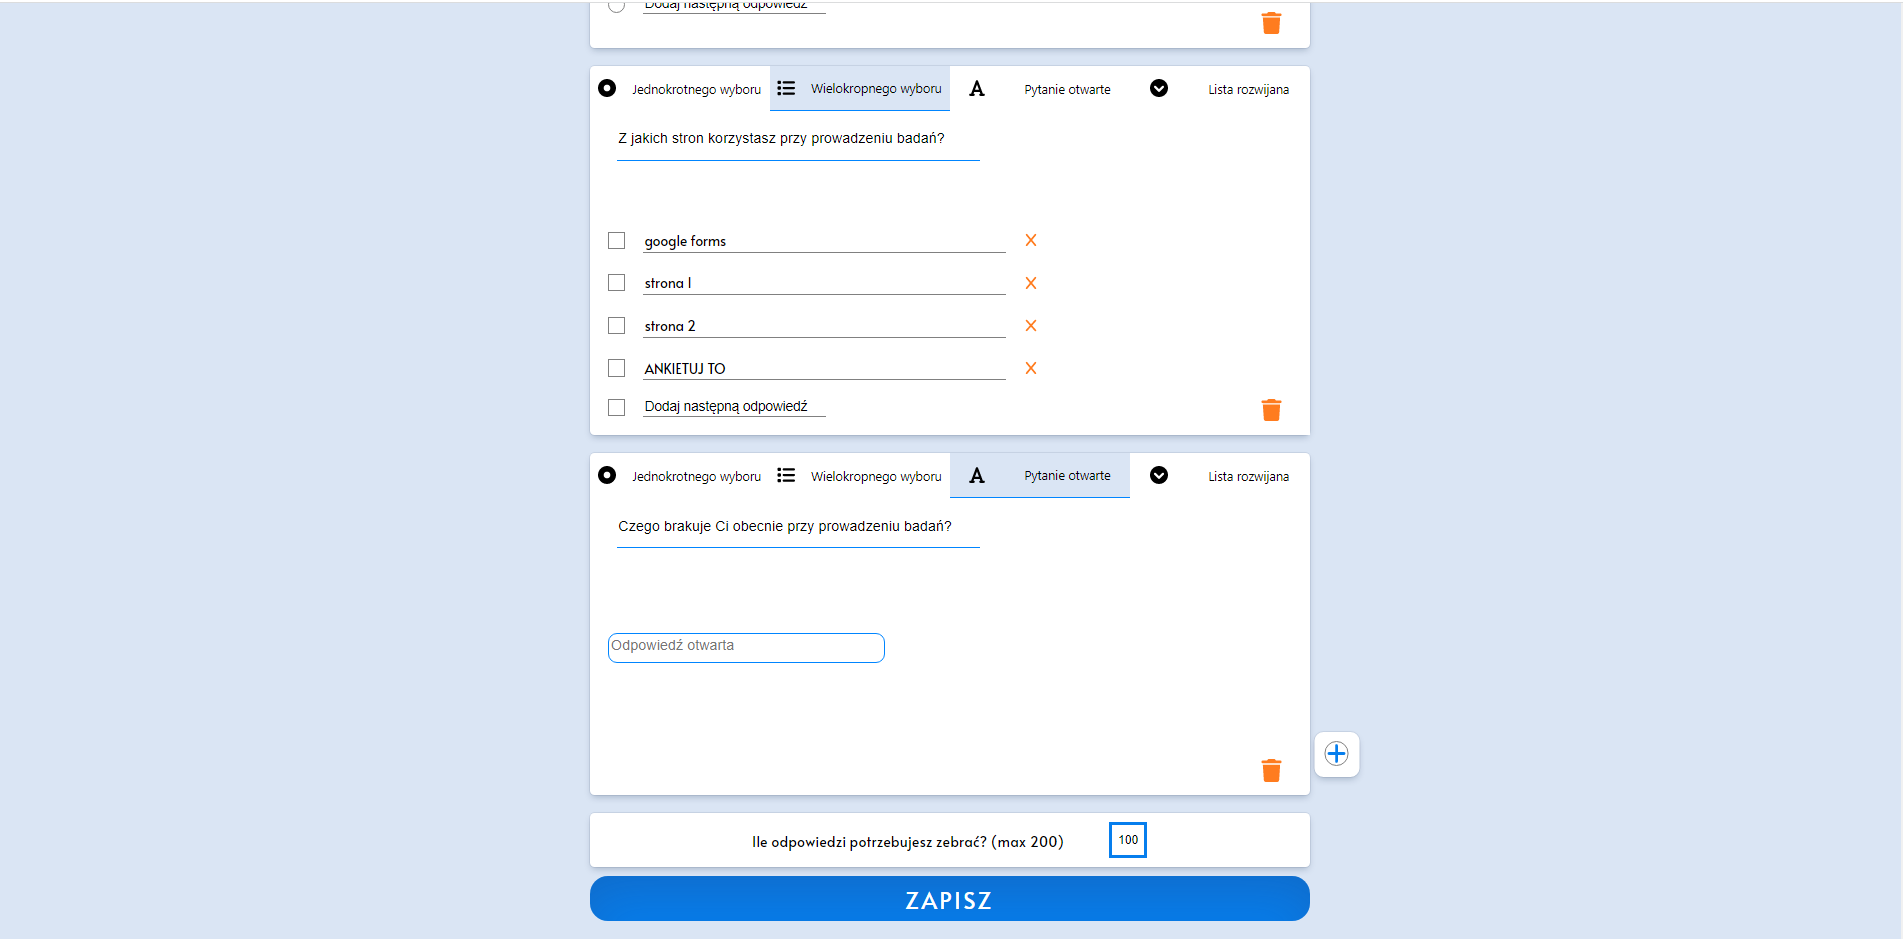 Dodaj następną odpowiedź
Jednokrotnego wyboru Wielokropnego wyboru Pytanie otwarte Lista rozwijana
Z jakich stron korzystasz przy prowadzeniu badań?
google forms
strona 1
strona 2
ANKIETUJ TO
Dodaj następną odpowiedź
Jednokrotnego wyboru Wielokropnego wyboru Pytanie otwarte Lista rozwijana
Czego brakuje Ci obecnie przy prowadzeniu badań?
Odpowiedź otwarta
Ile odpowiedzi potrzebujesz zebrać? (max 200) 100
ZAPISZ